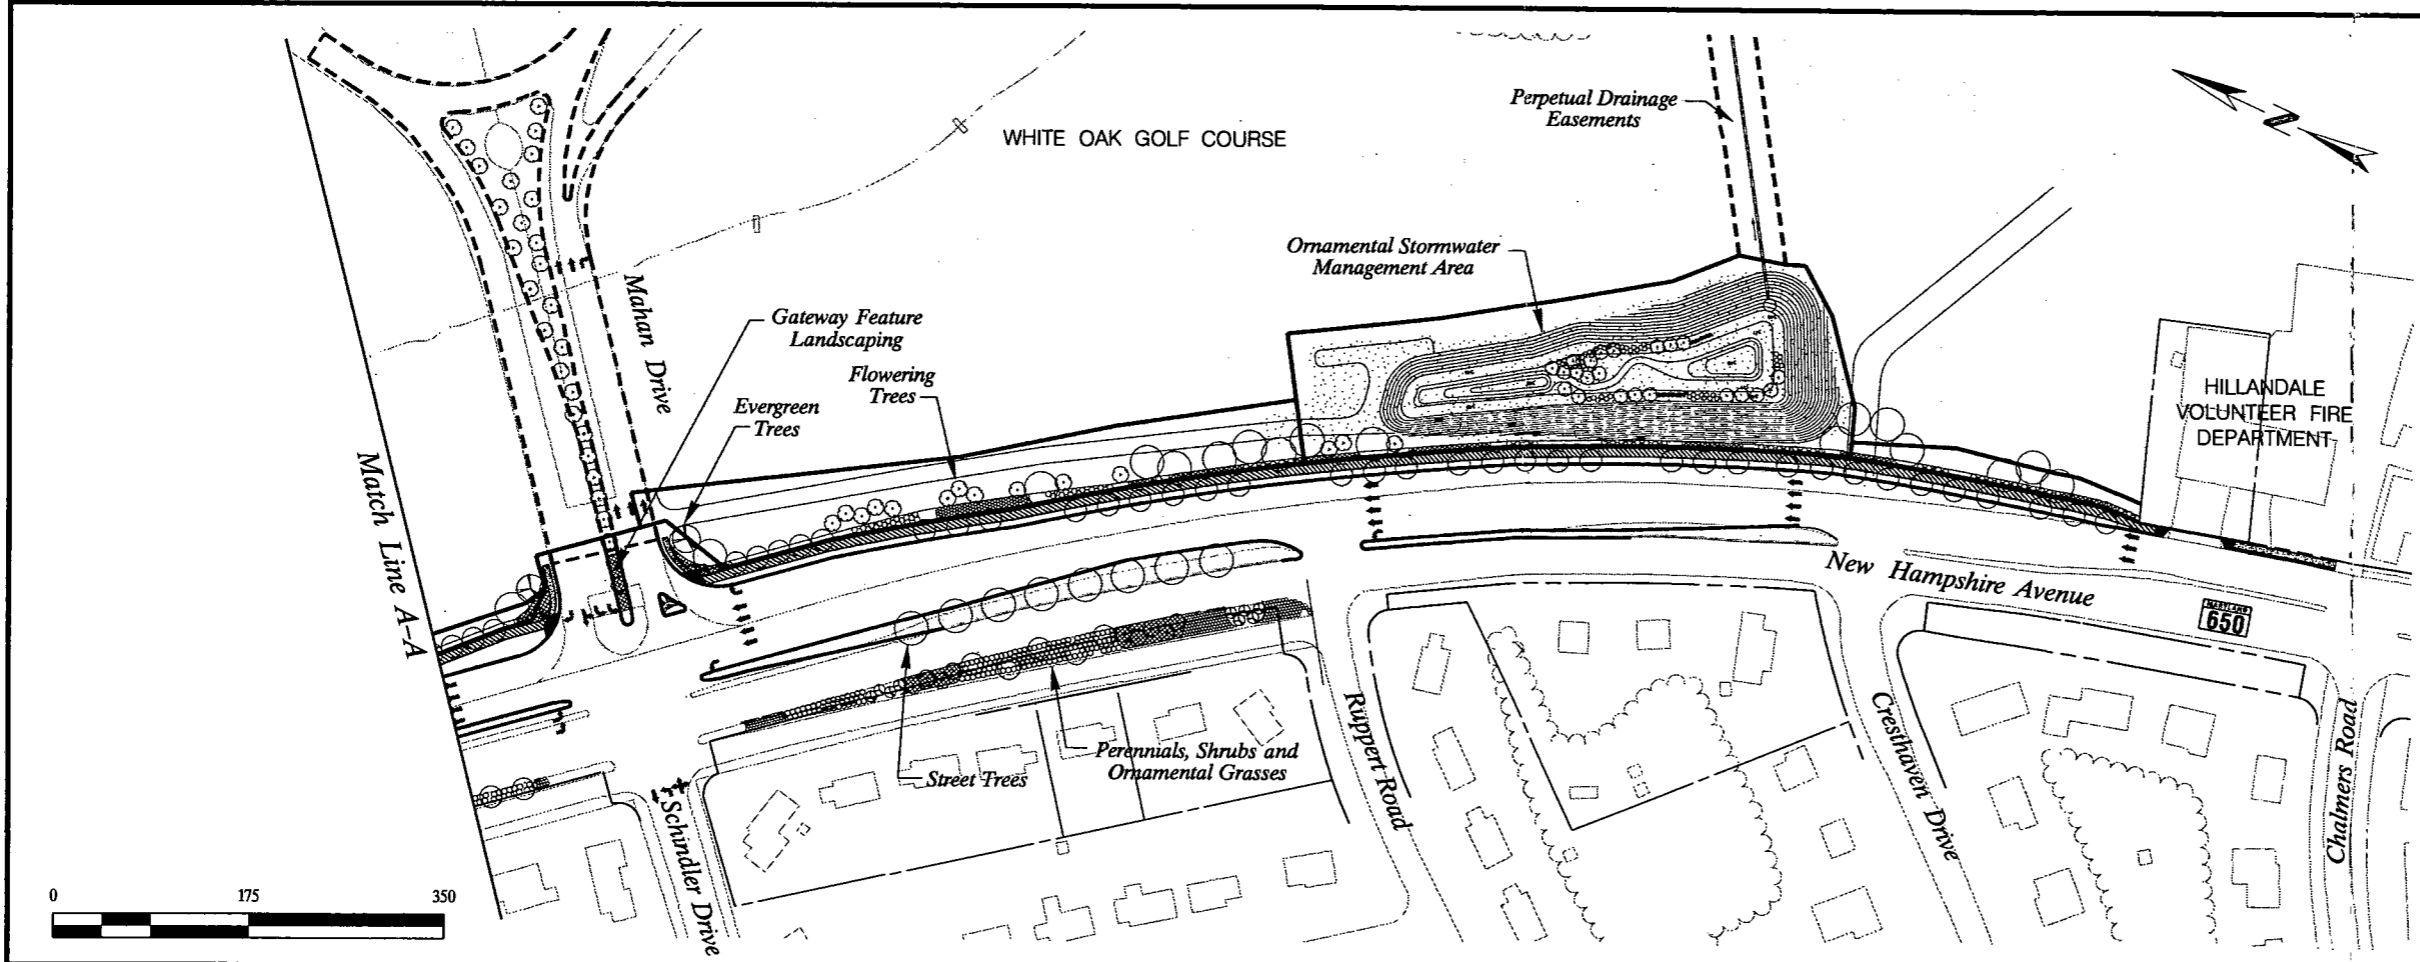 Perpetual Drainage
Easements
WHITE OAK GOLF COURSE
N
Ornamental Stormwater
Management Area
Mahan Drive
Gateway Feature
Landscaping
Flowering
Trees
Evergreen
Trees
HILLANDALE
VOLUNTEER FIRE
DEPARTMENT
Match Line A-A
New Hampshire Avenue
MARYLAND
650
Street Trees
Perennials, Shrubs and
Ornamental Grasses
Ruppert Road
Cresthaven Drive
Chalmers Road
Schindler Drive
0 175 350